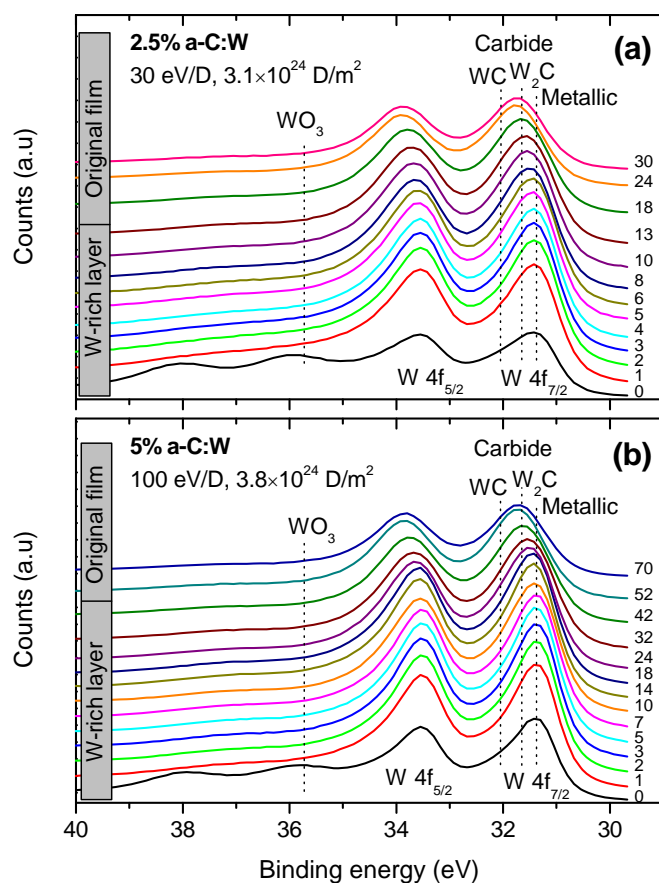 2.5% a-C:W
(a)
30 eV/D, 3.1×10²⁴ D/m²
Carbide
WC W₂C
Metallic
WO₃
Original film
W-rich layer
Counts (a.u)
W 4f₅/₂
W 4f₇/₂
30
24
18
13
10
8
6
5
4
3
2
1
0
5% a-C:W
(b)
100 eV/D, 3.8×10²⁴ D/m²
Carbide
WC W₂C
Metallic
WO₃
Original film
W-rich layer
Counts (a.u)
W 4f₅/₂
W 4f₇/₂
70
52
42
32
24
18
14
10
7
5
3
2
1
0
40 38 36 34 32 30
Binding energy (eV)